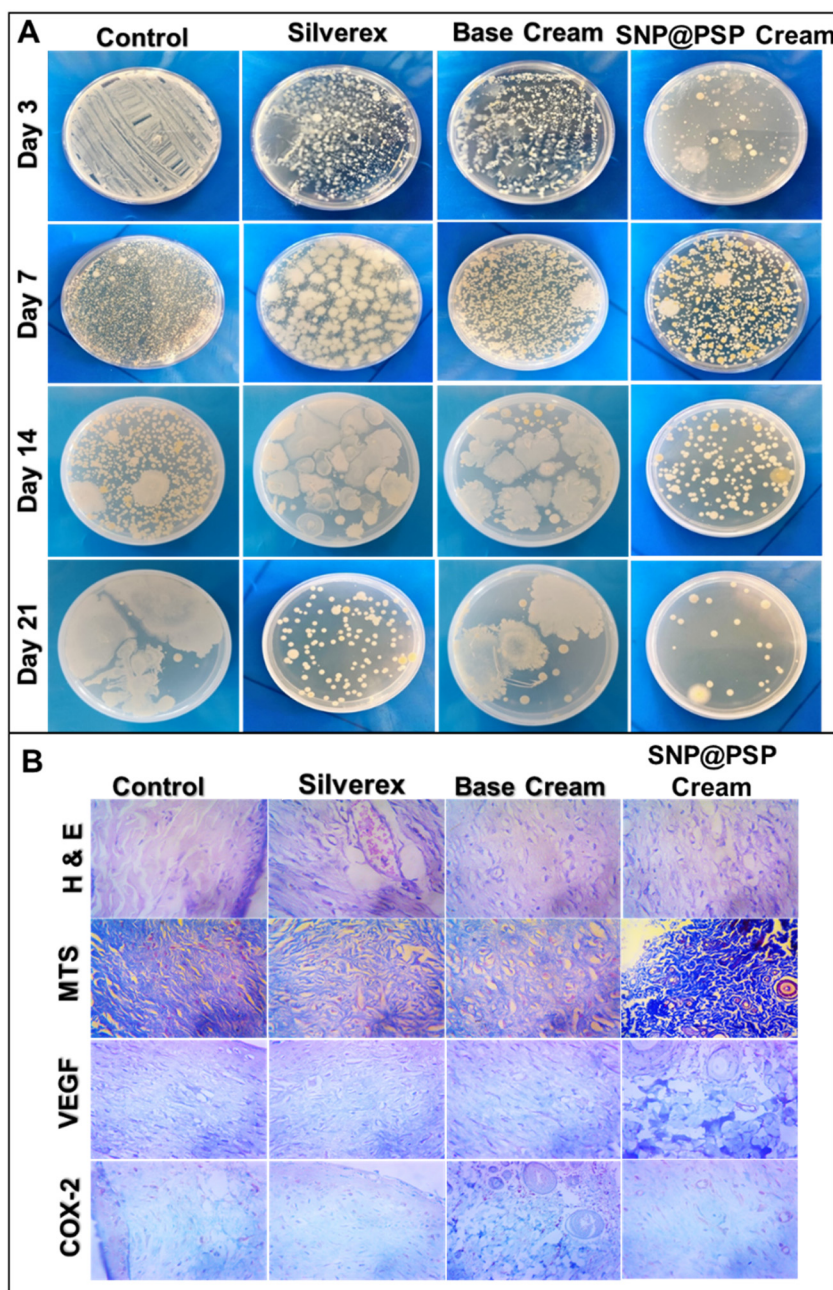 A
Control Silverex Base Cream SNP@PSP Cream
Day 3
Day 7
Day 14
Day 21
B
Control Silverex Base Cream SNP@PSP
Cream
H & E
MTS
VEGF
COX-2